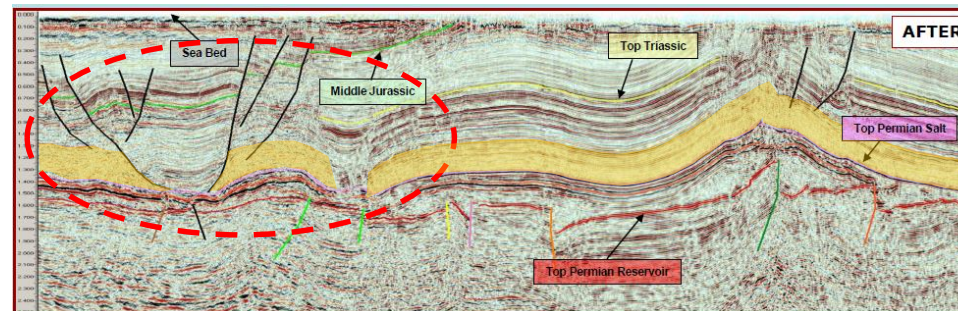 AFTER
Sea Bed
Top Triassic
Middle Jurassic
Top Permian Salt
Top Permian Reservoir